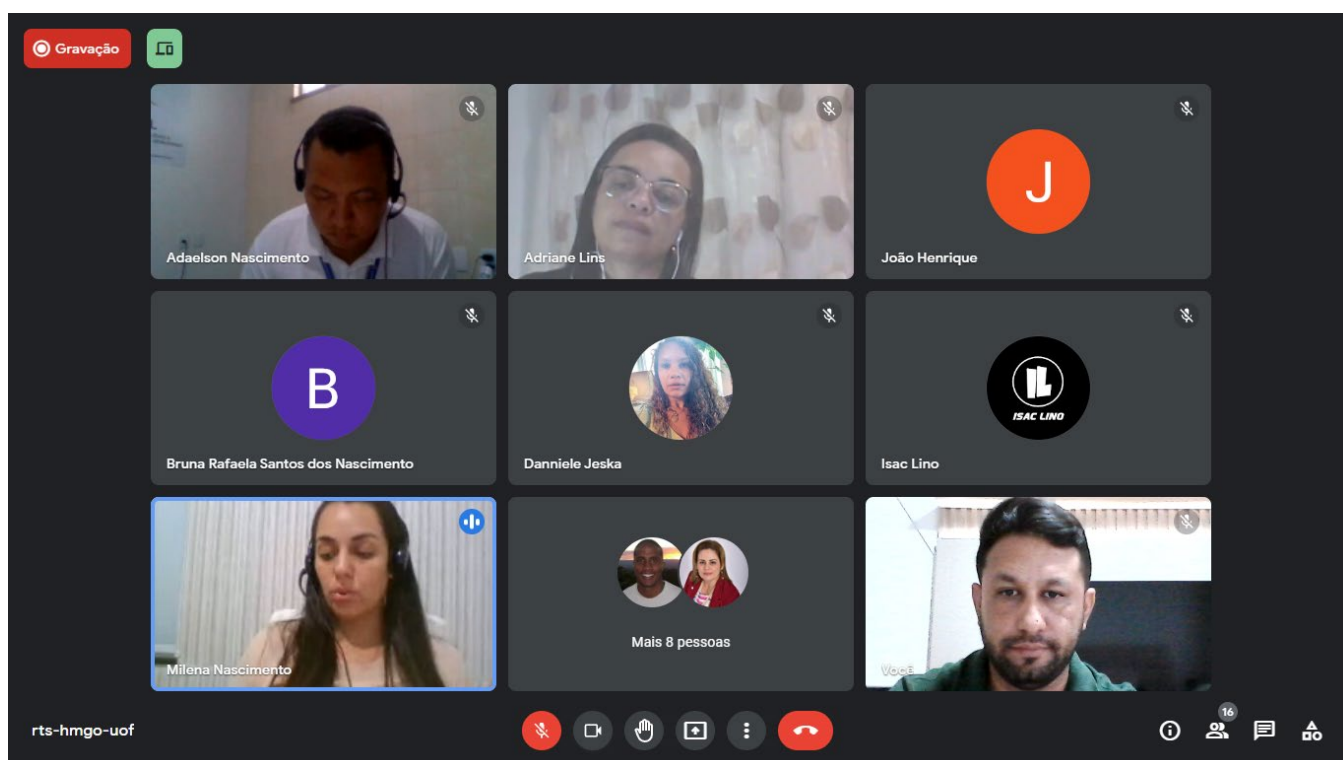 Gravação
Adaelson Nascimento
Adriane Lins
J
João Henrique
B
Bruna Rafaela Santos dos Nascimento
Danniele Jeska
IL
ISAC LINO
Isac Lino
Milena Nascimento
Mais 8 pessoas
Você
rts-hmgo-uof
16